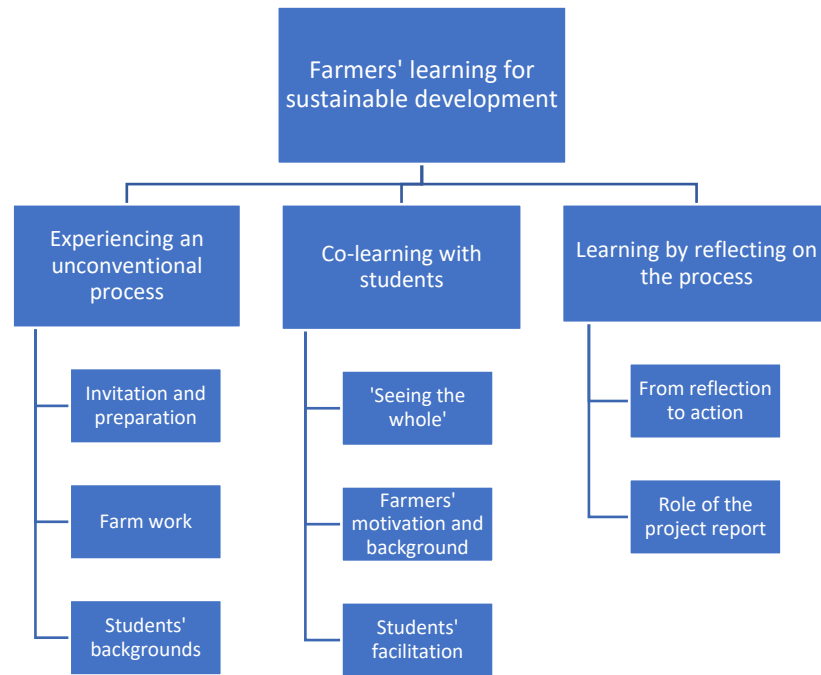 Farmers' learning for
sustainable development
Experiencing an
unconventional
process
Invitation and
preparation
Farm work
Students'
backgrounds
Co-learning with
students
'Seeing the
whole'
Farmers'
motivation and
background
Students'
facilitation
Learning by reflecting on
the process
From reflection
to action
Role of the
project report